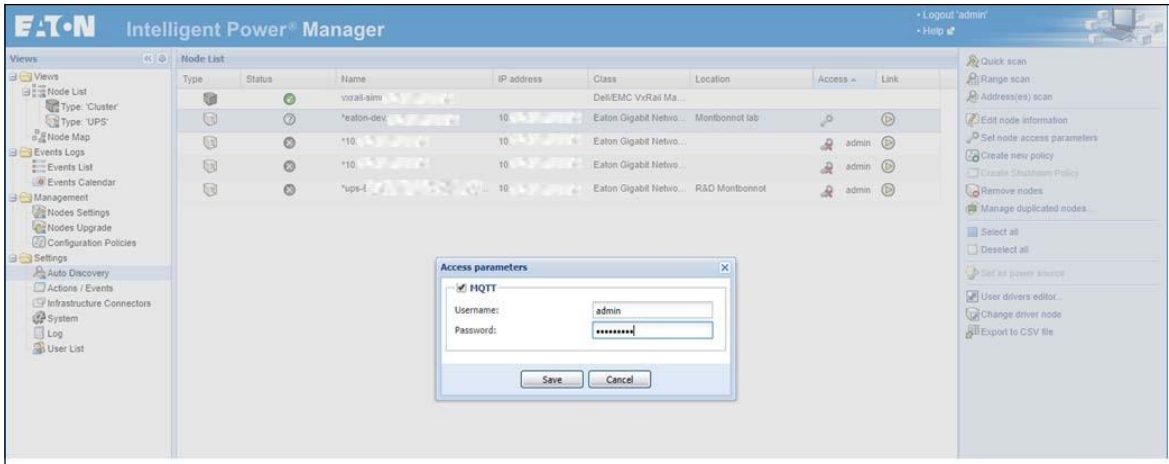 EATON Intelligent Power® Manager
• Logout 'admin'
• Help
Views
Node List
Views
Node List
Type: 'Cluster'
Type: 'UPS'
Node Map
Events Logs
Events List
Events Calendar
Management
Nodes Settings
Nodes Upgrade
Configuration Policies
Settings
Auto Discovery
Actions / Events
Infrastructure Connectors
System
Log
User List
Type Status Name IP address Class Location Access Link
Dell/EMC VxRail Ma...
*eaton-dev. 10. Eaton Gigabit Netwo... Montbonnot lab
*10. 10. Eaton Gigabit Netwo... admin
*10. 10. Eaton Gigabit Netwo... admin
10. Eaton Gigabit Netwo... R&D Montbonnot admin
Access parameters
MQTT
Username: admin
Password: •••••••••
Save Cancel
Quick scan
Range scan
Address(es) scan
Edit node information
Set node access parameters
Create new policy
Create Shutdown Policy
Remove nodes
Manage duplicated nodes...
Select all
Deselect all
Set as power source
User drivers editor...
Change driver node
Export to CSV file